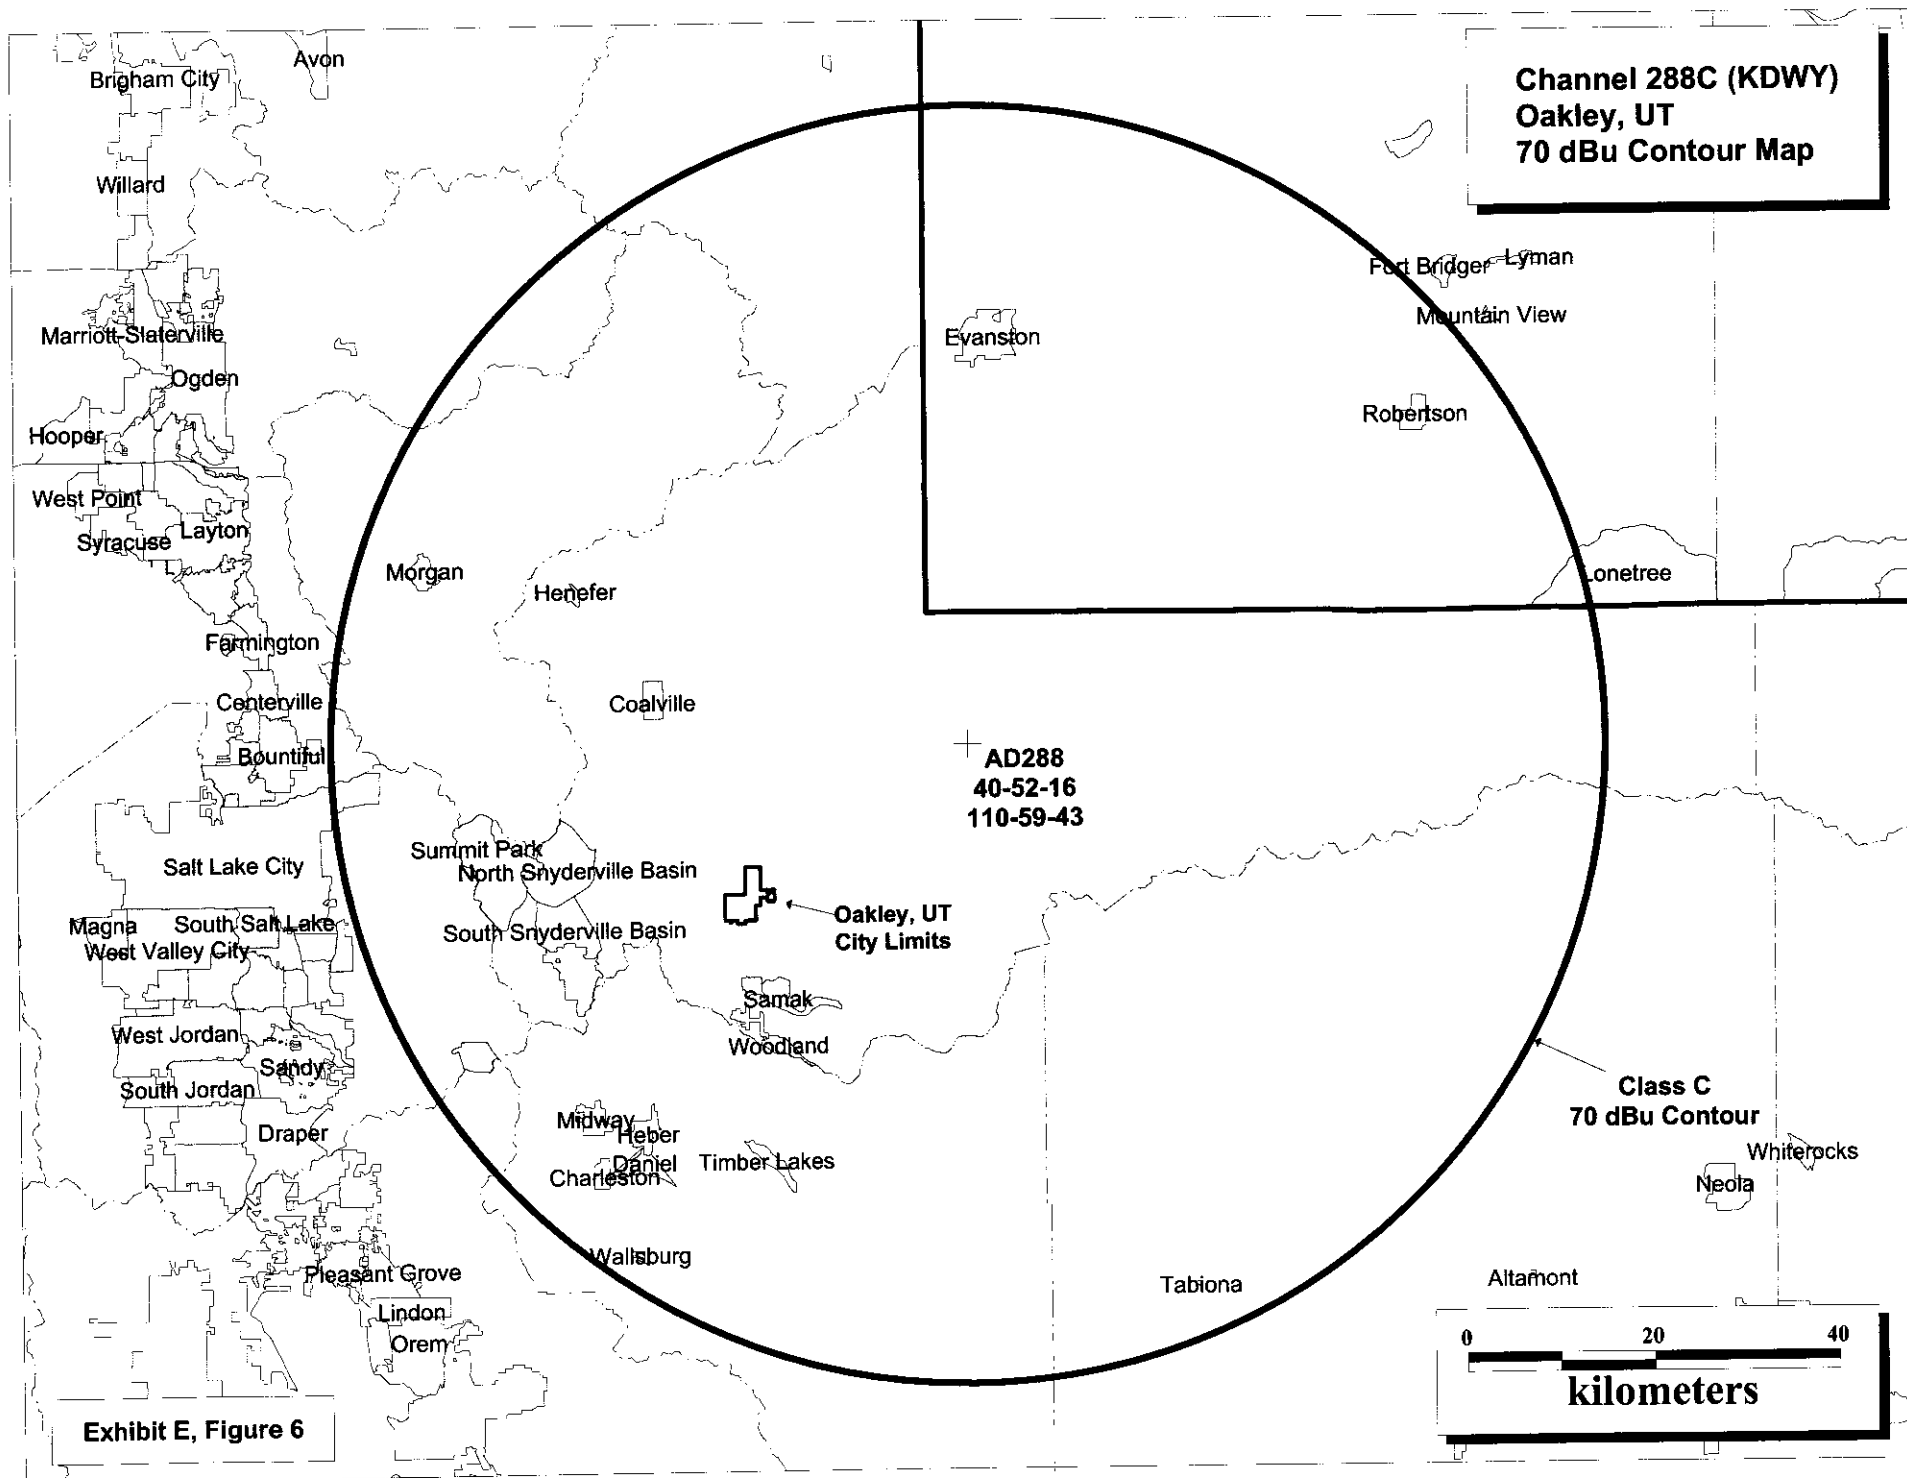 Avon
Brigham City
Channel 288C (KDWY)
Oakley, UT
70 dBu Contour Map
Willard
Fort Bridger
Lyman
Mountain View
Marriott-Slaterville
Evanston
Ogden
Robertson
Hooper
West Point
Layton
Syracuse
Morgan
Henefer
Lonetree
Farmington
Centerville
Coalville
Bountiful
AD288
40-52-16
110-59-43
Summit Park
North Snyderville Basin
Salt Lake City
Oakley, UT
City Limits
Magna
South Salt Lake
South Snyderville Basin
West Valley City
Samak
West Jordan
Woodland
Sandy
South Jordan
Class C
70 dBu Contour
Draper
Midway
Heber
Daniel
Timber Lakes
Charleston
Whiterocks
Neola
Wallsburg
Pleasant Grove
Tabiona
Altamont
Lindon
Orem
0 20 40
kilometers
Exhibit E, Figure 6